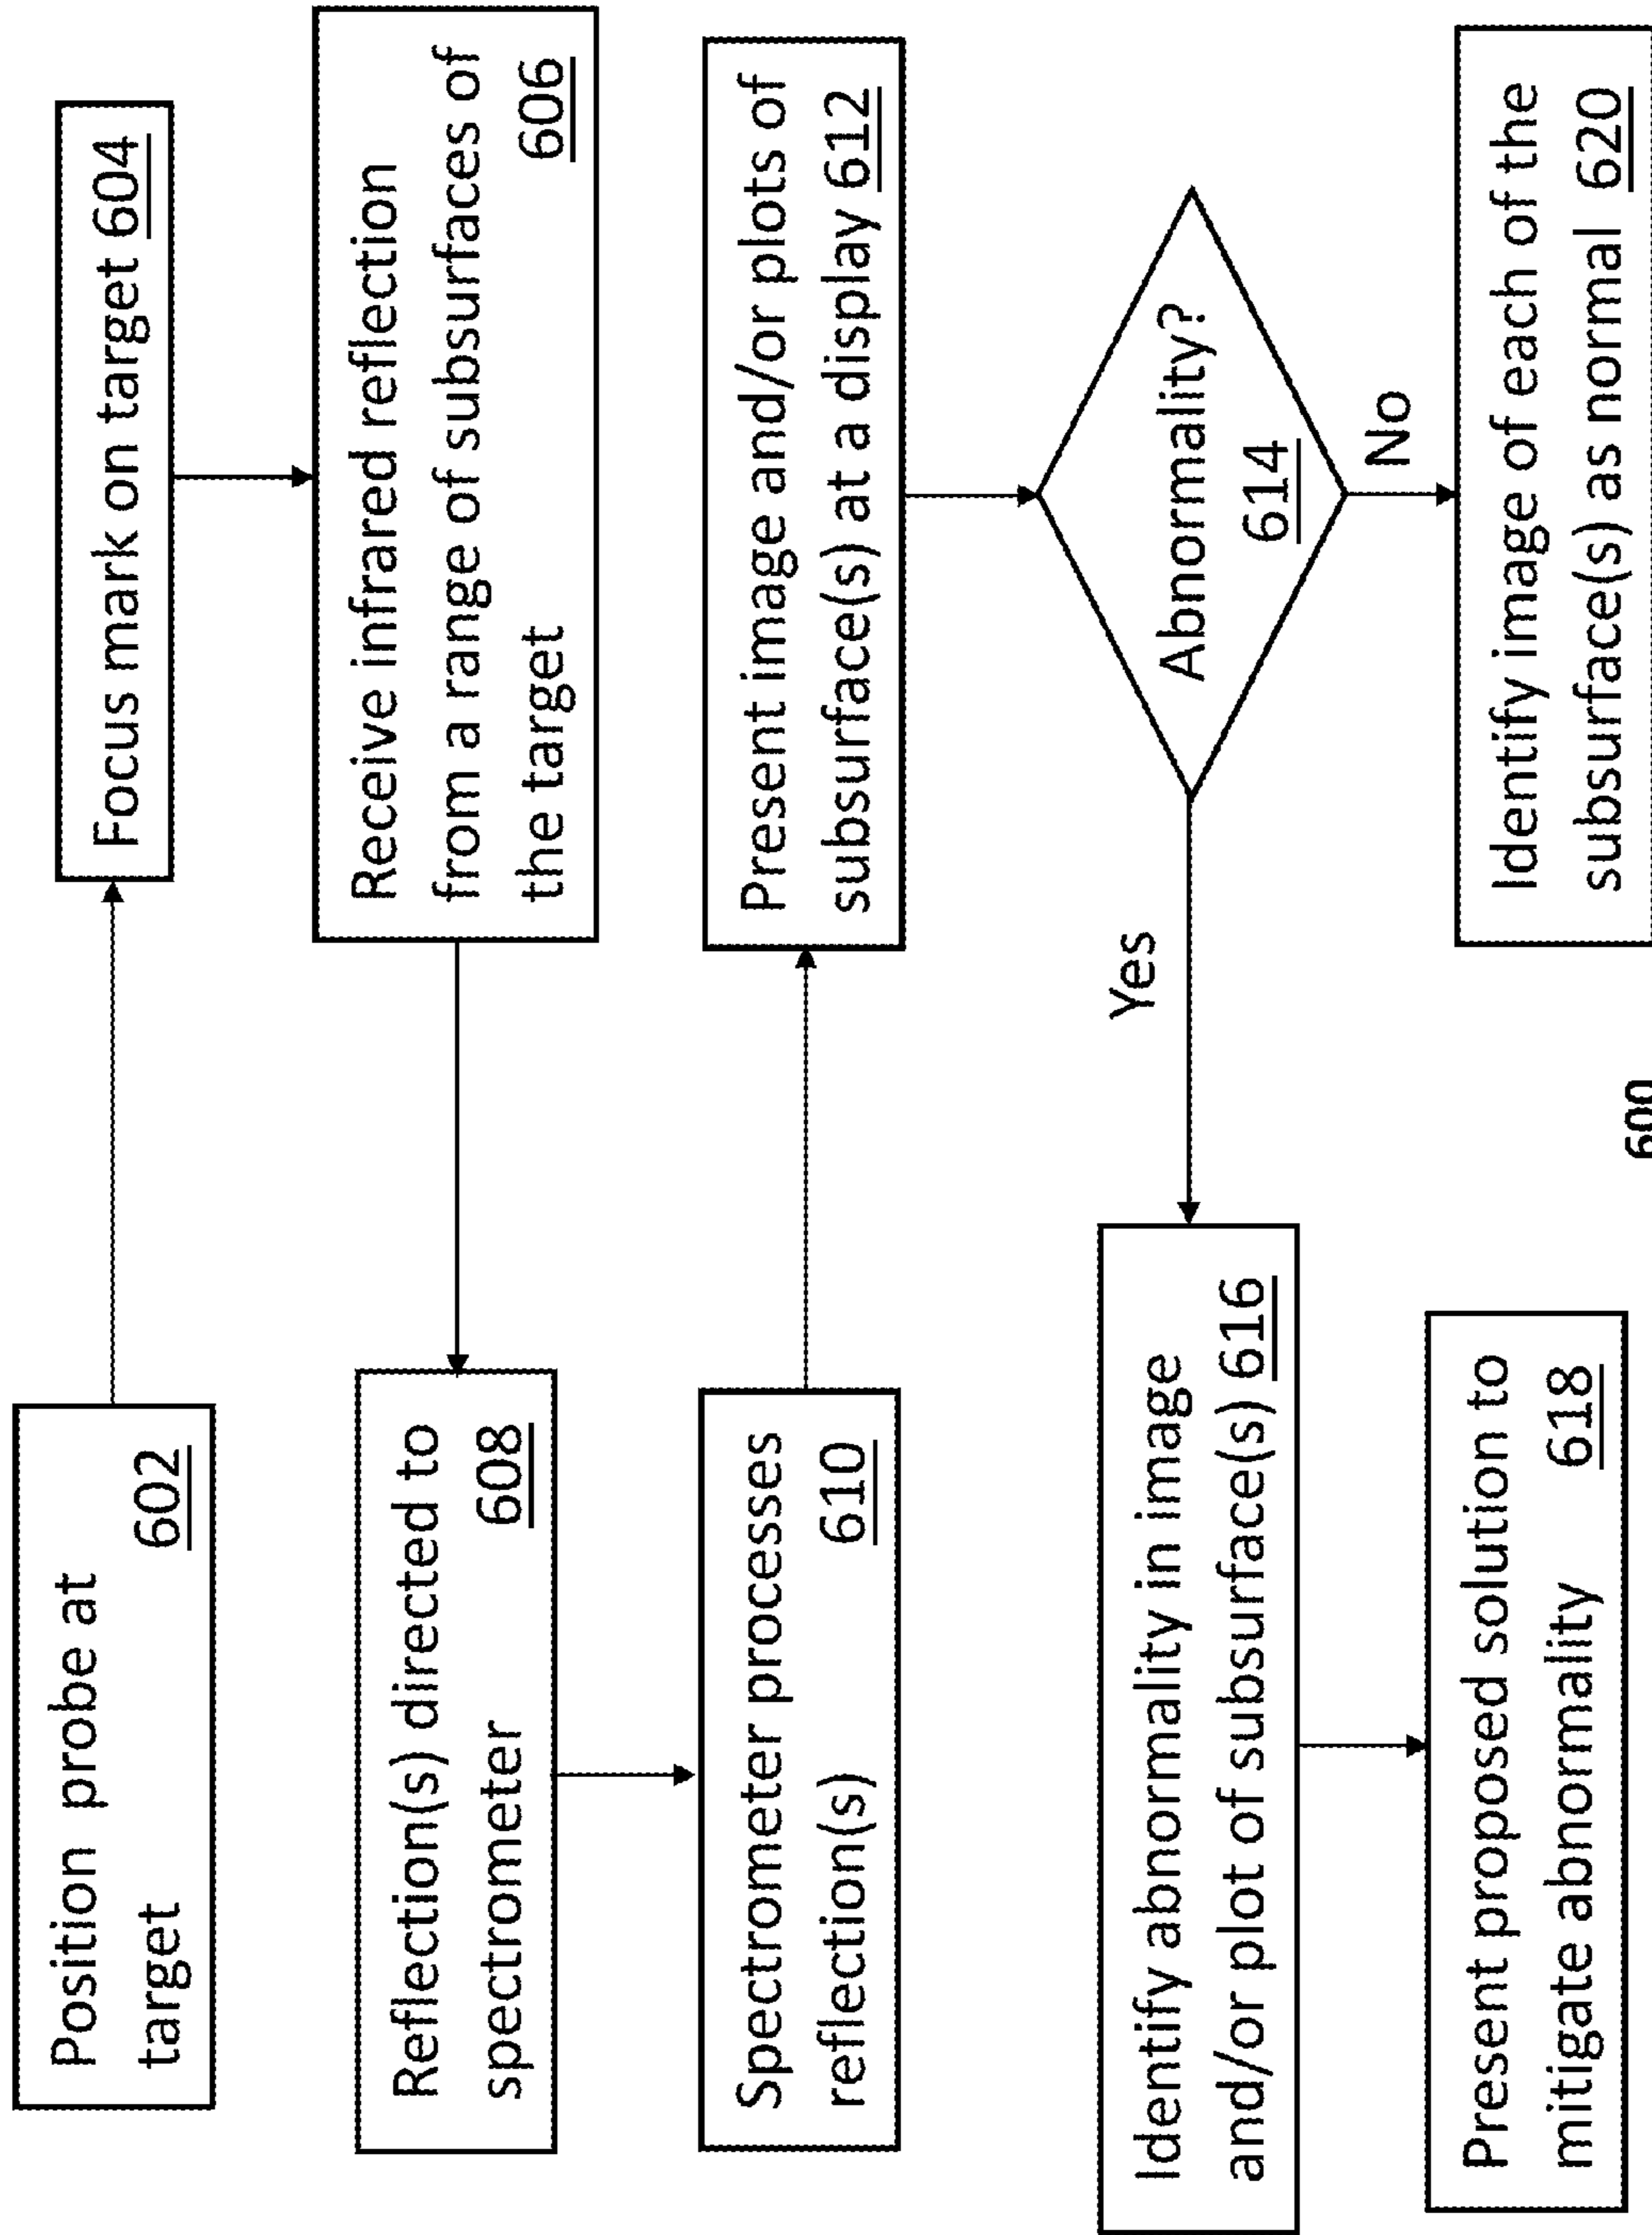 Position probe at
target 602
Focus mark on target 604
Receive infrared reflection
from a range of subsurfaces of
the target 606
Reflection(s) directed to
spectrometer 608
Spectrometer processes
reflection(s) 610
Present image and/or plots of
subsurface(s) at a display 612
Abnormality?
614
Yes
No
Identify abnormality in image
and/or plot of subsurface(s) 616
Present proposed solution to
mitigate abnormality 618
Identify image of each of the
subsurface(s) as normal 620
600